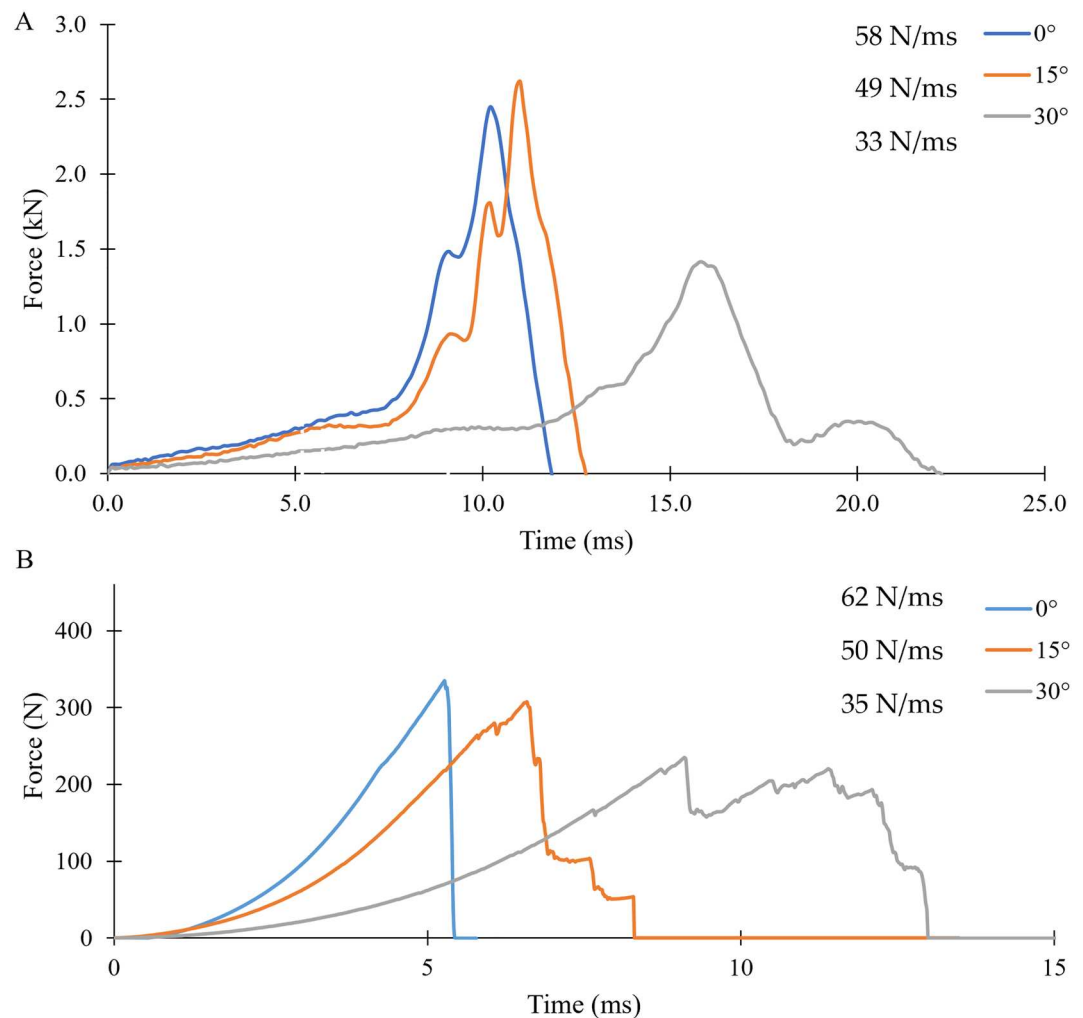 A
3.0
2.5
2.0
1.5
1.0
0.5
0.0
Force (kN)
0.0 5.0 10.0 15.0 20.0 25.0
Time (ms)
58 N/ms 0°
49 N/ms 15°
33 N/ms 30°
B
400
300
200
100
0
Force (N)
0 5 10 15
Time (ms)
62 N/ms 0°
50 N/ms 15°
35 N/ms 30°